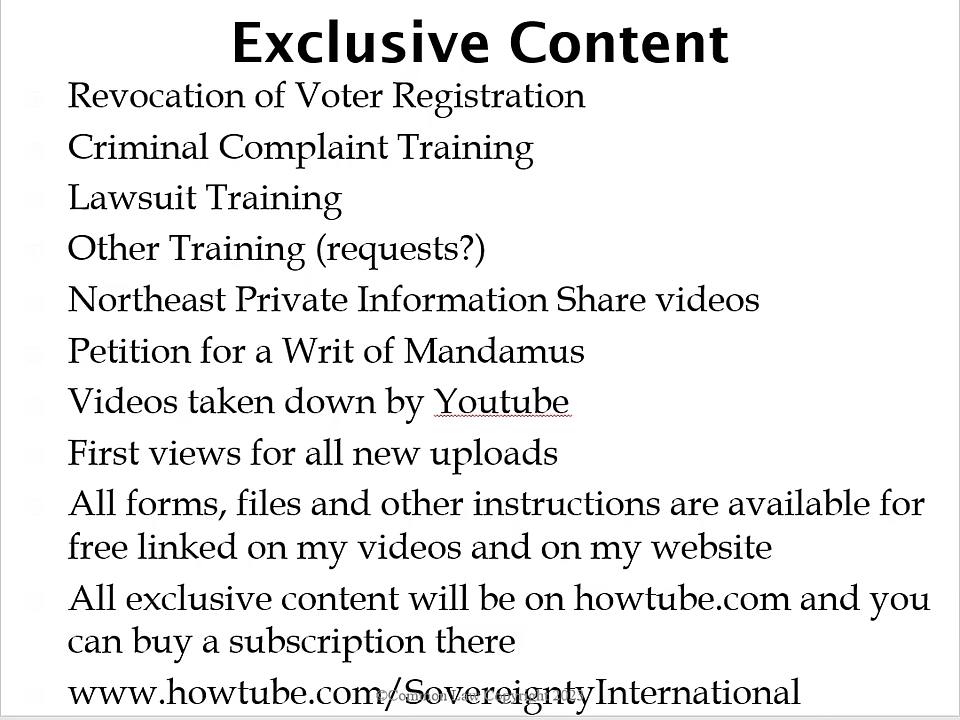 Exclusive Content
Revocation of Voter Registration
Criminal Complaint Training
Lawsuit Training
Other Training (requests?)
Northeast Private Information Share videos
Petition for a Writ of Mandamus
Videos taken down by Youtube
First views for all new uploads
All forms, files and other instructions are available for
free linked on my videos and on my website
All exclusive content will be on howtube.com and you
can buy a subscription there
www.howtube.com/SovereigntyInternational
©Common Law Copyright